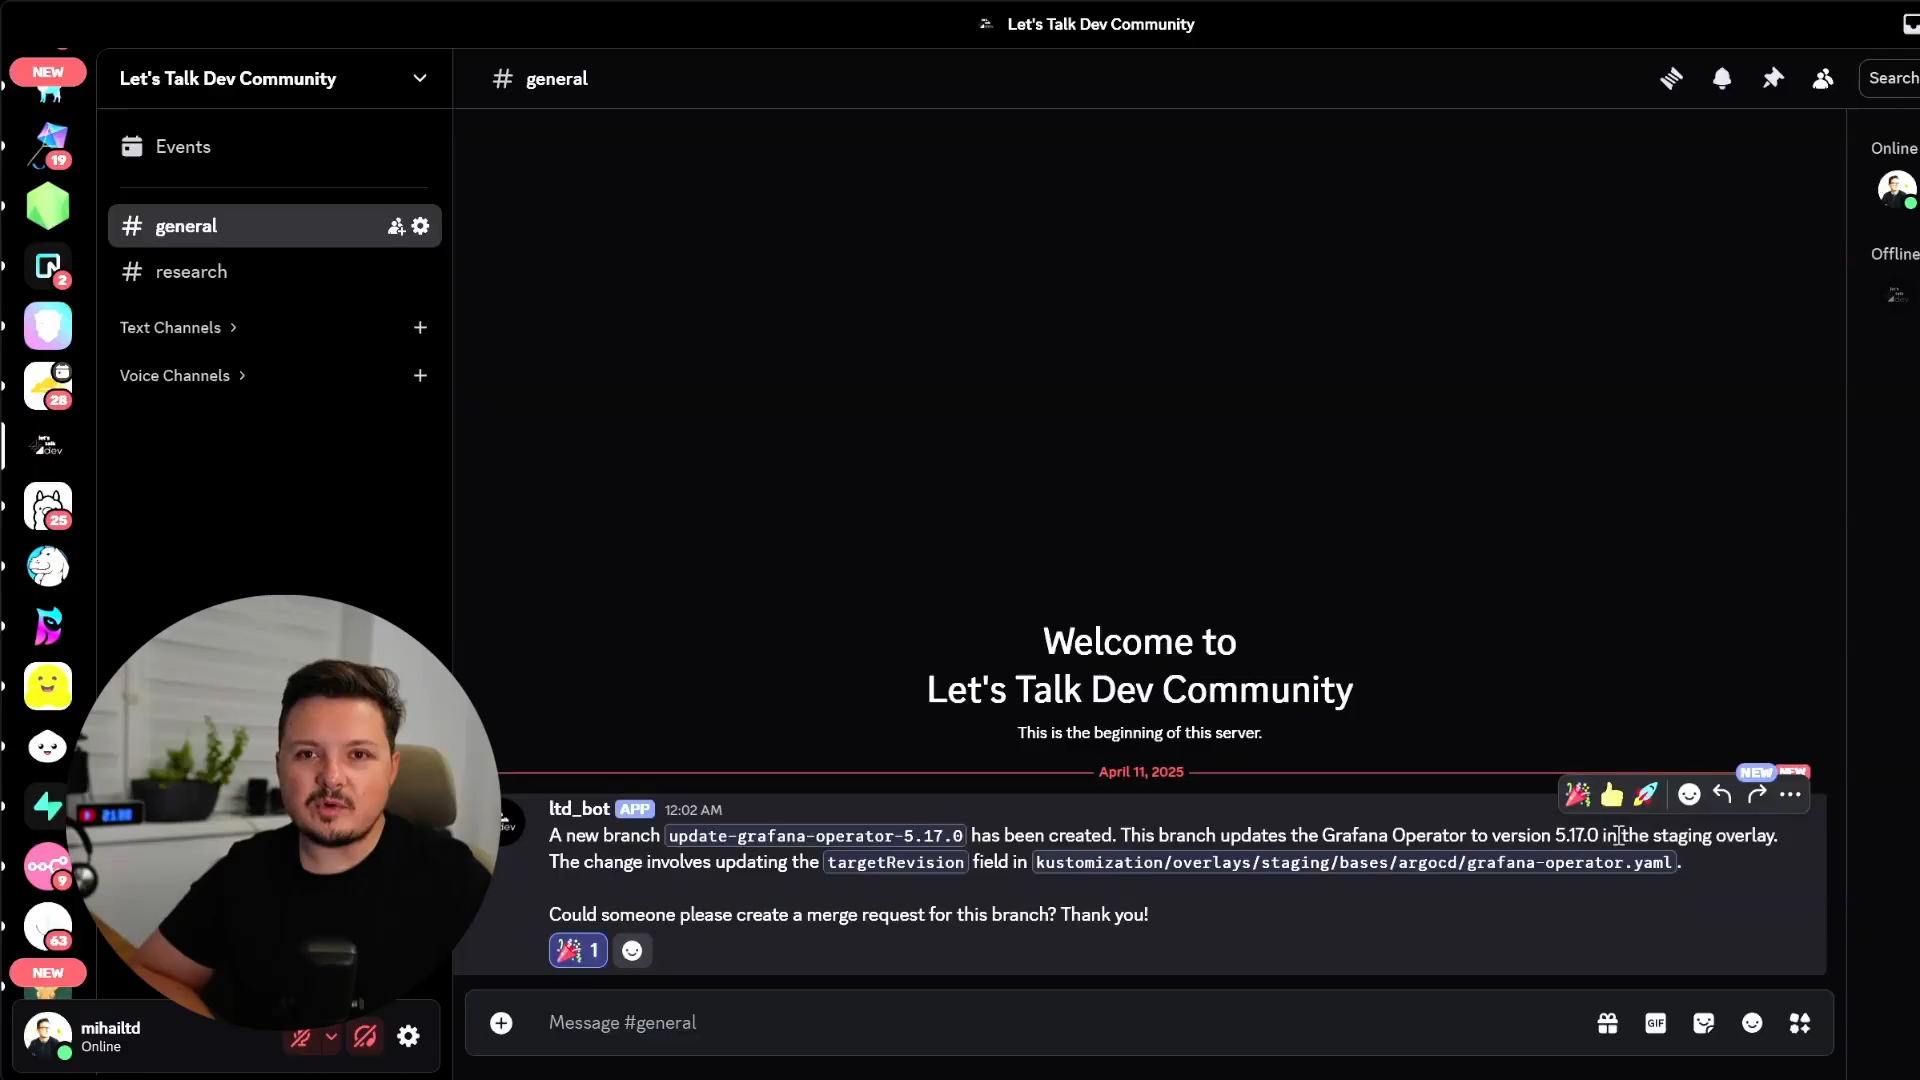 Let's Talk Dev Community
NEW
Let's Talk Dev Community
# general
Search
Events
19
# general
2
# research
Text Channels
Voice Channels
28
let's talk dev
25
9
63
NEW
Online
Offline
Welcome to
Let's Talk Dev Community
This is the beginning of this server.
April 11, 2025
NEW
NEW
ltd_bot APP 12:02 AM
A new branch update-grafana-operator-5.17.0 has been created. This branch updates the Grafana Operator to version 5.17.0 in the staging overlay.
The change involves updating the targetRevision field in kustomization/overlays/staging/bases/argocd/grafana-operator.yaml.
Could someone please create a merge request for this branch? Thank you!
1
Message #general
GIF
mihailtd
Online